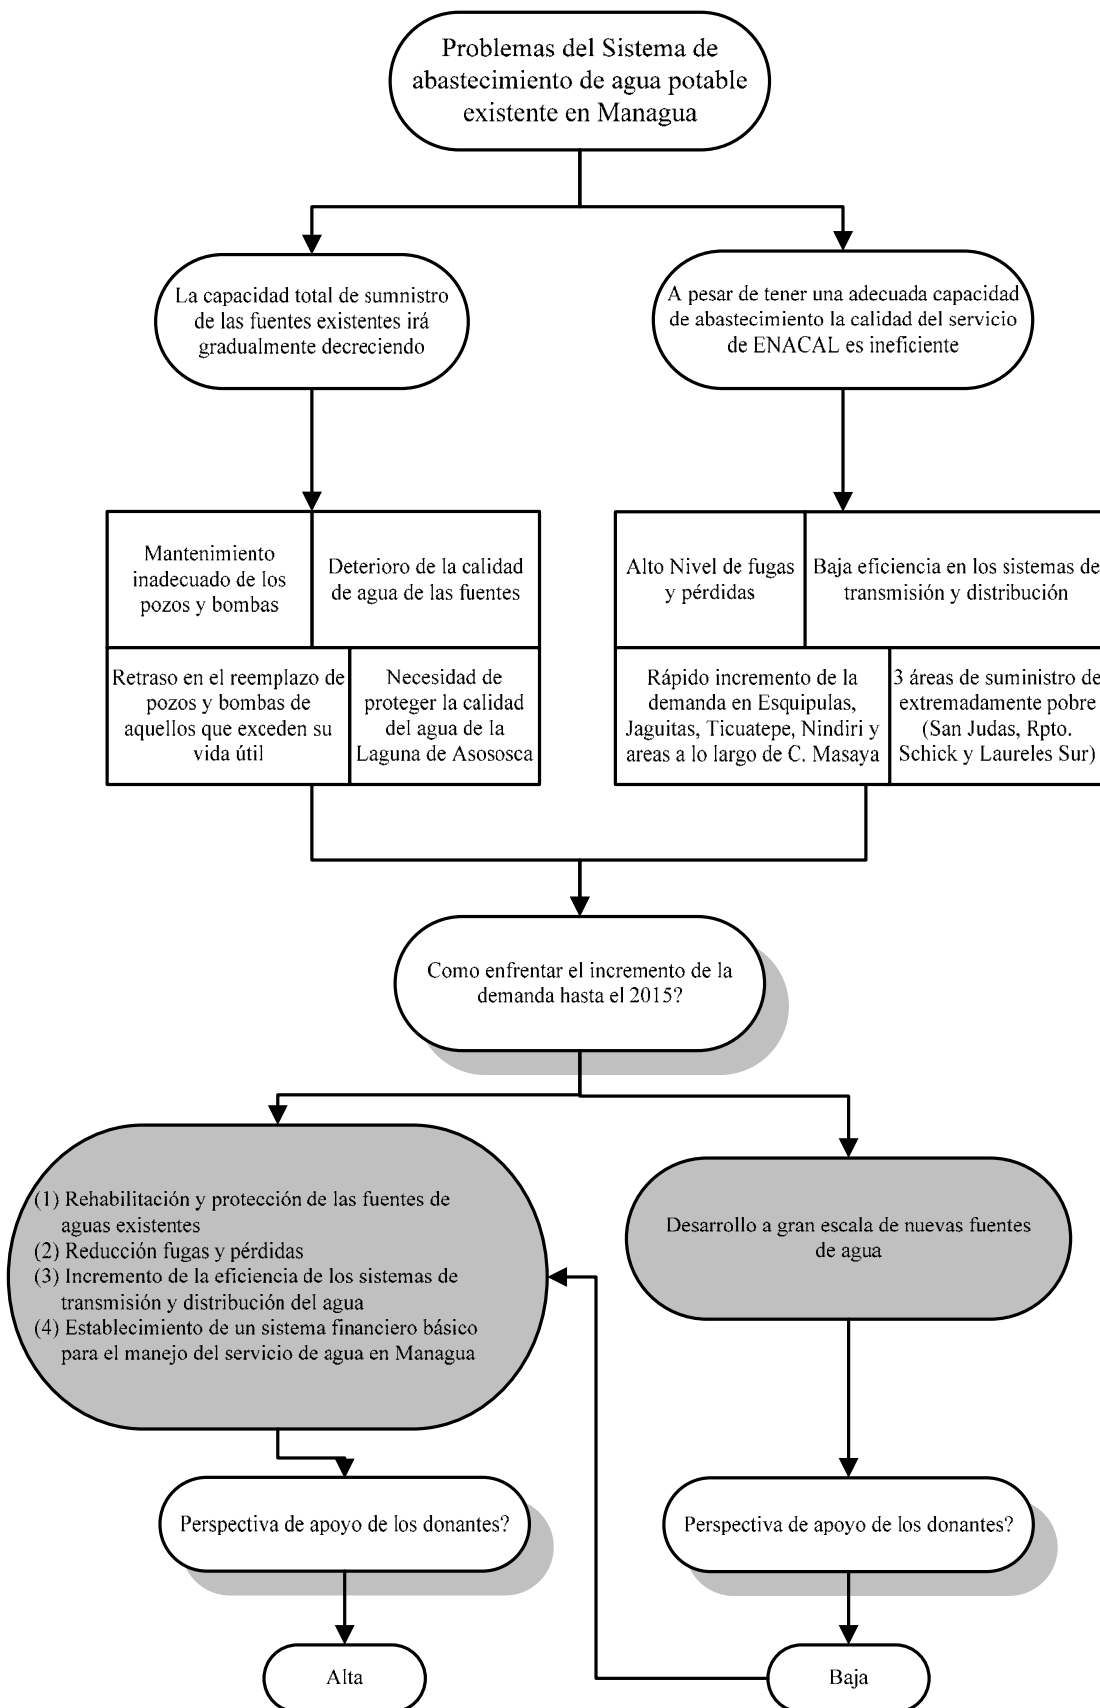 Problemas del Sistema de
abastecimiento de agua potable
existente en Managua
La capacidad total de sumnistro
de las fuentes existentes irá
gradualmente decreciendo
A pesar de tener una adecuada capacidad
de abastecimiento la calidad del servicio
de ENACAL es ineficiente
Mantenimiento
inadecuado de los
pozos y bombas
Deterioro de la calidad
de agua de las fuentes
Alto Nivel de fugas
y pérdidas
Baja eficiencia en los sistemas de
transmisión y distribución
Retraso en el reemplazo de
pozos y bombas de
aquellos que exceden su
vida útil
Necesidad de
proteger la calidad
del agua de la
Laguna de Asososca
Rápido incremento de la
demanda en Esquipulas,
Jaguitas, Ticuatepe, Nindiri y
areas a lo largo de C. Masaya
3 áreas de suministro de
extremadamente pobre
(San Judas, Rpto.
Schick y Laureles Sur)
Como enfrentar el incremento de la
demanda hasta el 2015?
(1) Rehabilitación y protección de las fuentes de
aguas existentes
(2) Reducción fugas y pérdidas
(3) Incremento de la eficiencia de los sistemas de
transmisión y distribución del agua
(4) Establecimiento de un sistema financiero básico
para el manejo del servicio de agua en Managua
Desarrollo a gran escala de nuevas fuentes
de agua
Perspectiva de apoyo de los donantes?
Perspectiva de apoyo de los donantes?
Alta
Baja